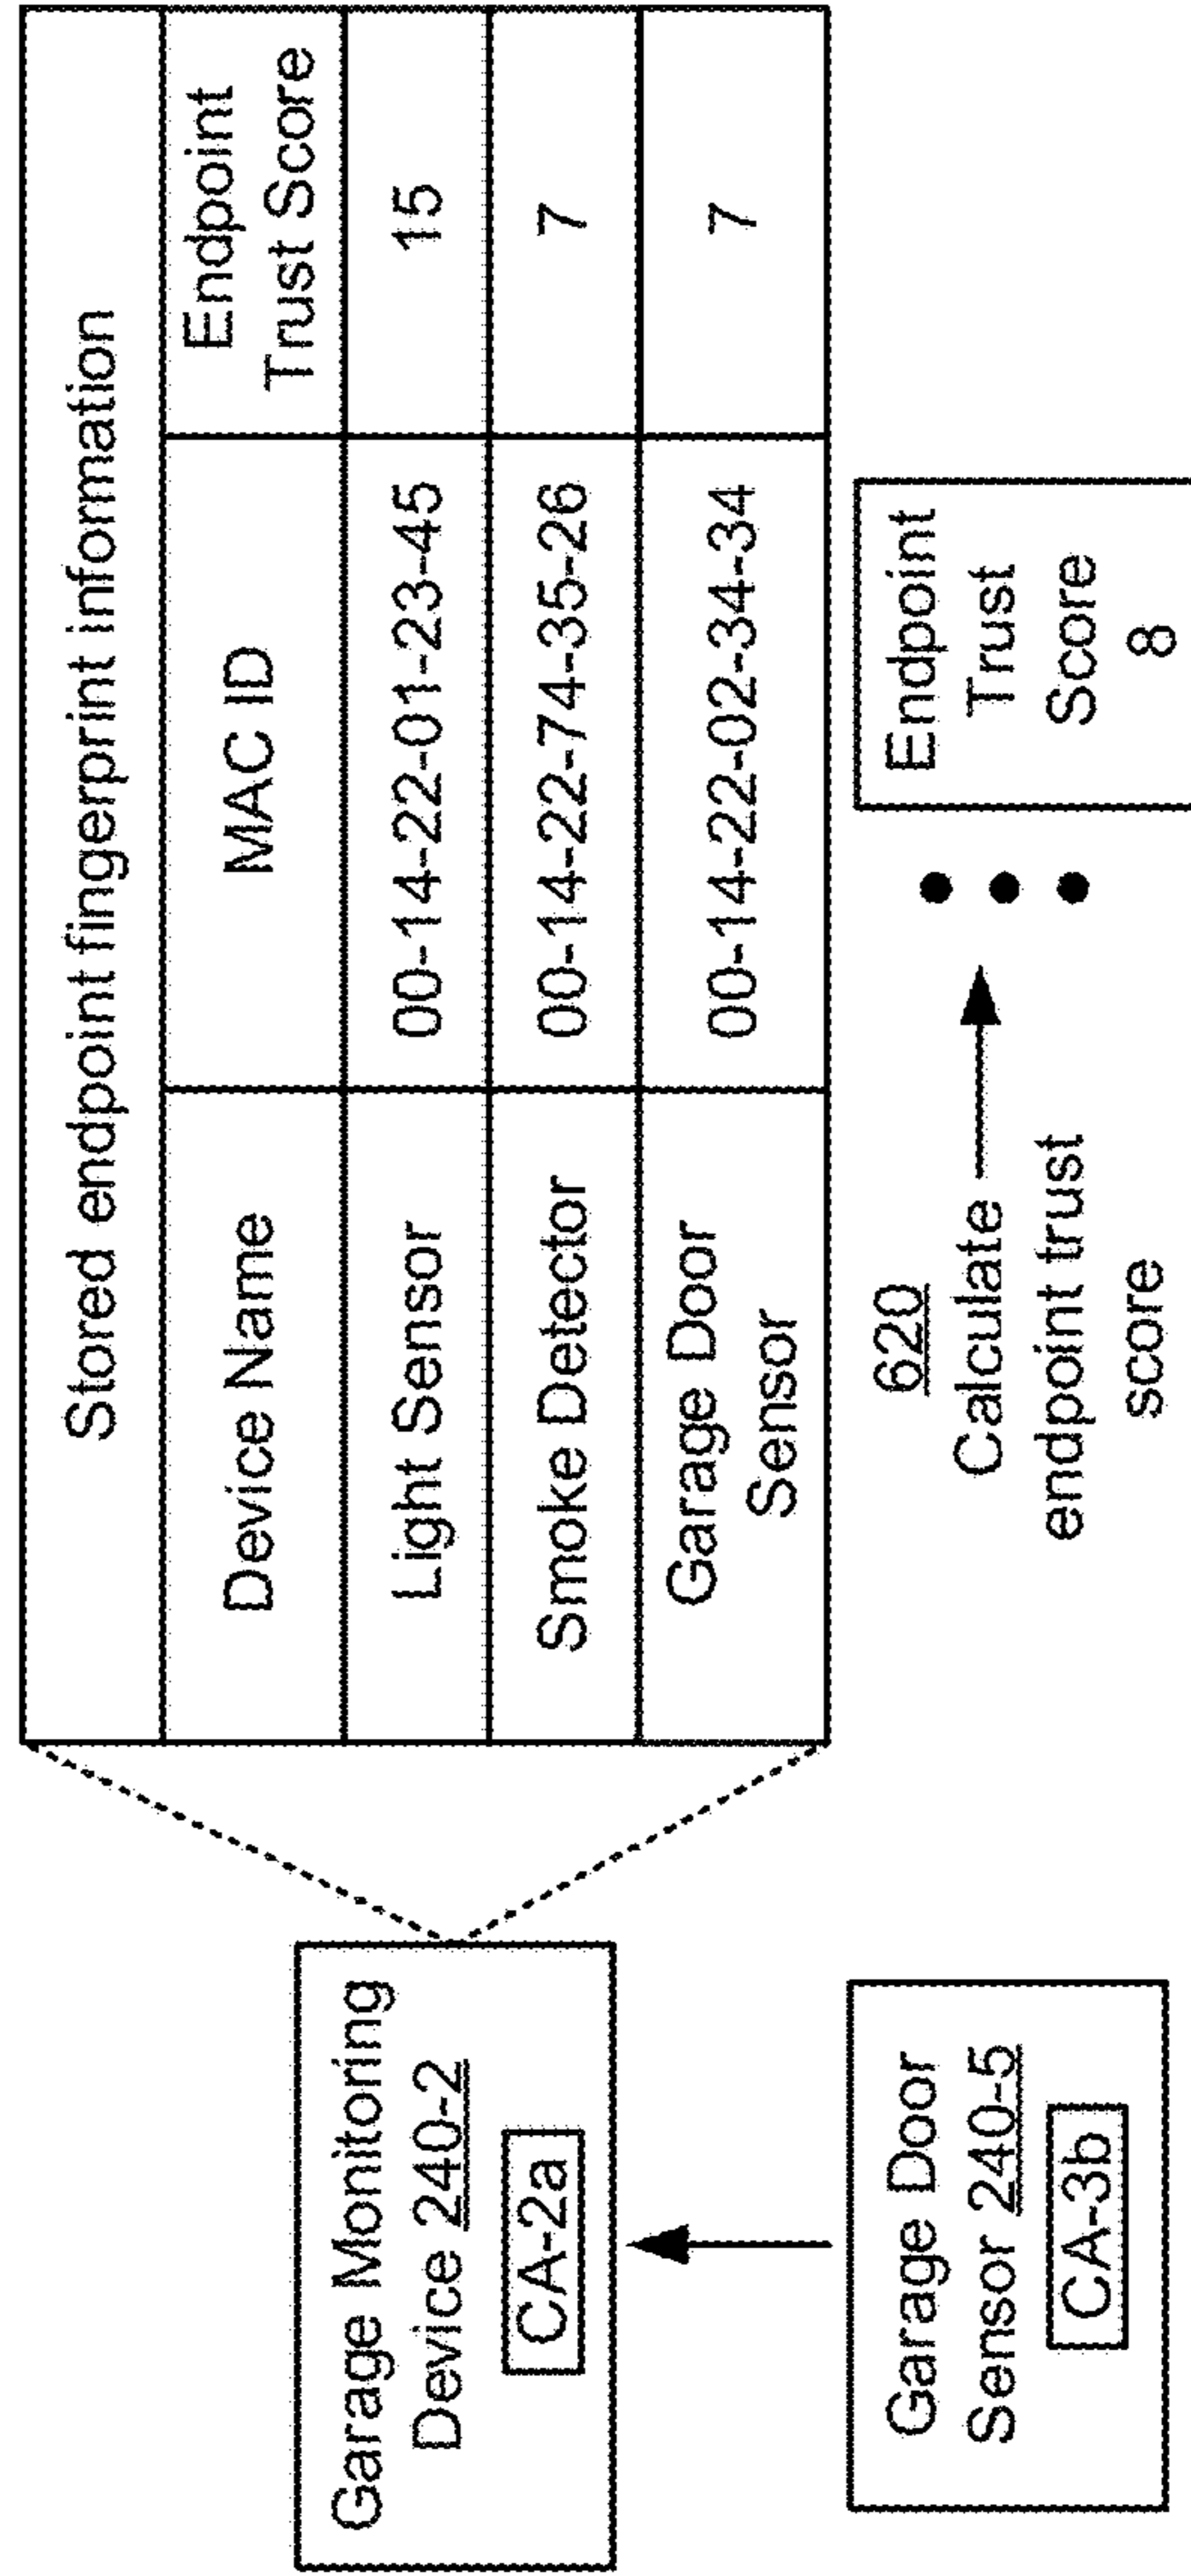 Garage Monitoring
Device 240-2
CA-2a
Garage Door
Sensor 240-5
CA-3b
Stored endpoint fingerprint information
Device Name
MAC ID
Endpoint
Trust Score
Light Sensor
00-14-22-01-23-45
15
Smoke Detector
00-14-22-74-35-26
7
Garage Door
Sensor
00-14-22-02-34-34
7
620
Calculate
endpoint trust
score
Endpoint
Trust
Score
8